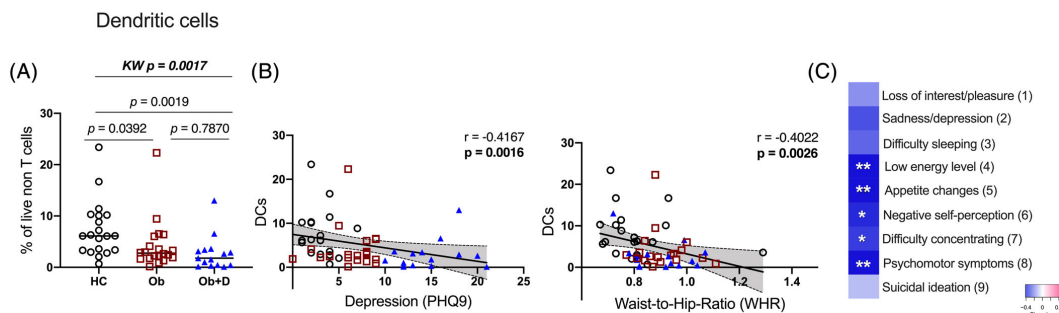 Dendritic cells
(A)
KW p = 0.0017
p = 0.0019
p = 0.0392
p = 0.7870
% of live non T cells
30
20
10
0
HC
Ob
Ob+D
(B)
r = -0.4167
p = 0.0016
DCs
30
20
10
0
0
5
10
15
20
25
Depression (PHQ9)
r = -0.4022
p = 0.0026
DCs
30
20
10
0
0.8
1.0
1.2
1.4
Waist-to-Hip-Ratio (WHR)
(C)
Loss of interest/pleasure (1)
Sadness/depression (2)
Difficulty sleeping (3)
** Low energy level (4)
** Appetite changes (5)
* Negative self-perception (6)
* Difficulty concentrating (7)
** Psychomotor symptoms (8)
Suicidal ideation (9)
-0.4 0